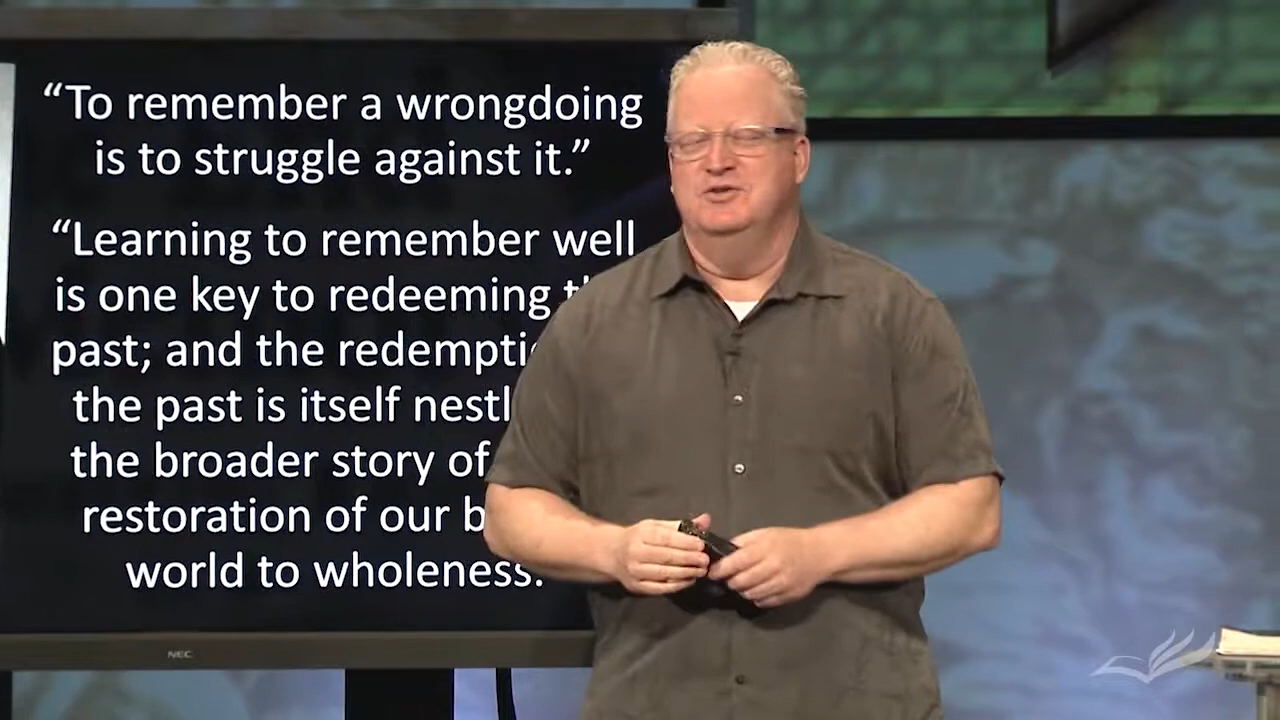 “To remember a wrongdoing
is to struggle against it.”
“Learning to remember well
is one key to redeeming
past; and the
the past is itself
the broader story of
restoration of our
world to wholeness.
NEC